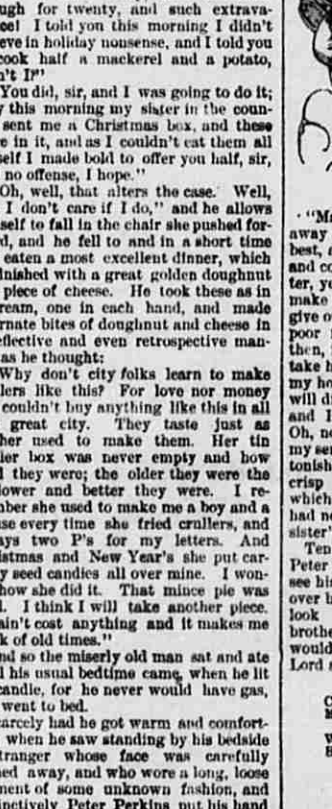 ugh for twenty, and such extrava-
ce! I told you this morning I didn't
eve in holiday nonsense, and I told you
cook half a mackerel and a potato,
n't I?"
You did, sir, and I was going to do it;
y this morning my sister in the coun-
sent me a Christmas box, and these
e in it, and as I couldn't eat them all
self I made bold to offer you half, sir,
no offense, I hope."
Oh, well, that alters the case. Well,
I don't care if I do," and he allows
self to fall in the chair she pushed for-
d, and he fell to and in a short time
eaten a most excellent dinner, which
inished with a great golden doughnut
piece of cheese. He took these as in
ream, one in each hand, and made
rnate bites of doughnut and cheese in
flective and even retrospective man-
as he thought:
Why don't city folks learn to make
lers like this? For love nor money
couldn't buy anything like this in all
great city. They taste just as
her used to make them. Her tin
ler box was never empty and how
l they were; the older they were the
lower and better they were. I re-
ber she used to make me a boy and a
se every time she fried crullers, and
ays two P's for my letters. And
istmas and New Year's she put car-
y seed candies all over mine. I won-
how she did it. That mince pie was
l. I think I will take another piece.
ain't cost anything and it makes me
k of old times."
nd so the miserly old man sat and ate
l his usual bedtime came, when he lit
candle, for he never would have gas,
went to bed.
arcely had he got warm and comfort-
when he saw standing by his bedside
tranger whose face was carefully
ned away, and who wore a long, loose
ment of some unknown fashion, and
inctively Peter Perkins put his hand
"M
away
best, a
and co
ter, y
make
give o
poor
then,
take h
my ho
will di
and I
Oh, no
my ser
tonish
crisp
which
had n
sister'
Ten
Peter
see his
over h
look
brothe
would
Lord s